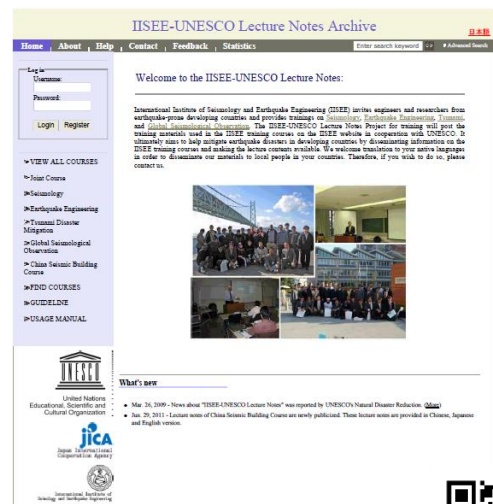 IISEE-UNESCO Lecture Notes Archive
日本語
Home About Help Contact Feedback Statistics Enter search keyword Advanced Search
Log in
Username:
Password:
Login Register
VIEW ALL COURSES
Joint Course
Seismology
Earthquake Engineering
Tsunami Disaster
Mitigation
Global Seismological
Observation
China Seismic Building
Course
FIND COURSES
GUIDELINE
USAGE MANUAL
Welcome to the IISEE-UNESCO Lecture Notes:
International Institute of Seismology and Earthquake Engineering (IISEE) invites engineers and researchers from
earthquake-prone developing countries and provides trainings on Seismology, Earthquake Engineering, Tsunami,
and Global Seismological Observation. The IISEE-UNESCO Lecture Notes Project for training will post the
training materials used in the IISEE training courses on the IISEE website in cooperation with UNESCO. It
ultimately aims to help mitigate earthquake disasters in developing countries by disseminating information on the
IISEE training courses and making the lecture contents available. We welcome translation to your native languages
in order to disseminate our materials to local people in your countries. Therefore, if you wish to do so, please
contact us.
UNESCO
United Nations
Educational, Scientific and
Cultural Organization
jICA
Japan International
Cooperation Agency
International Institute of
Seismology and Earthquake Engineering
What's new
Mar. 26, 2009 - News about "IISEE-UNESCO Lecture Notes" was reported by UNESCO's Natural Disaster Reduction. (More)
Jun. 29, 2011 - Lecture notes of China Seismic Building Course are newly publicized. These lecture notes are provided in Chinese, Japanese
and English version.